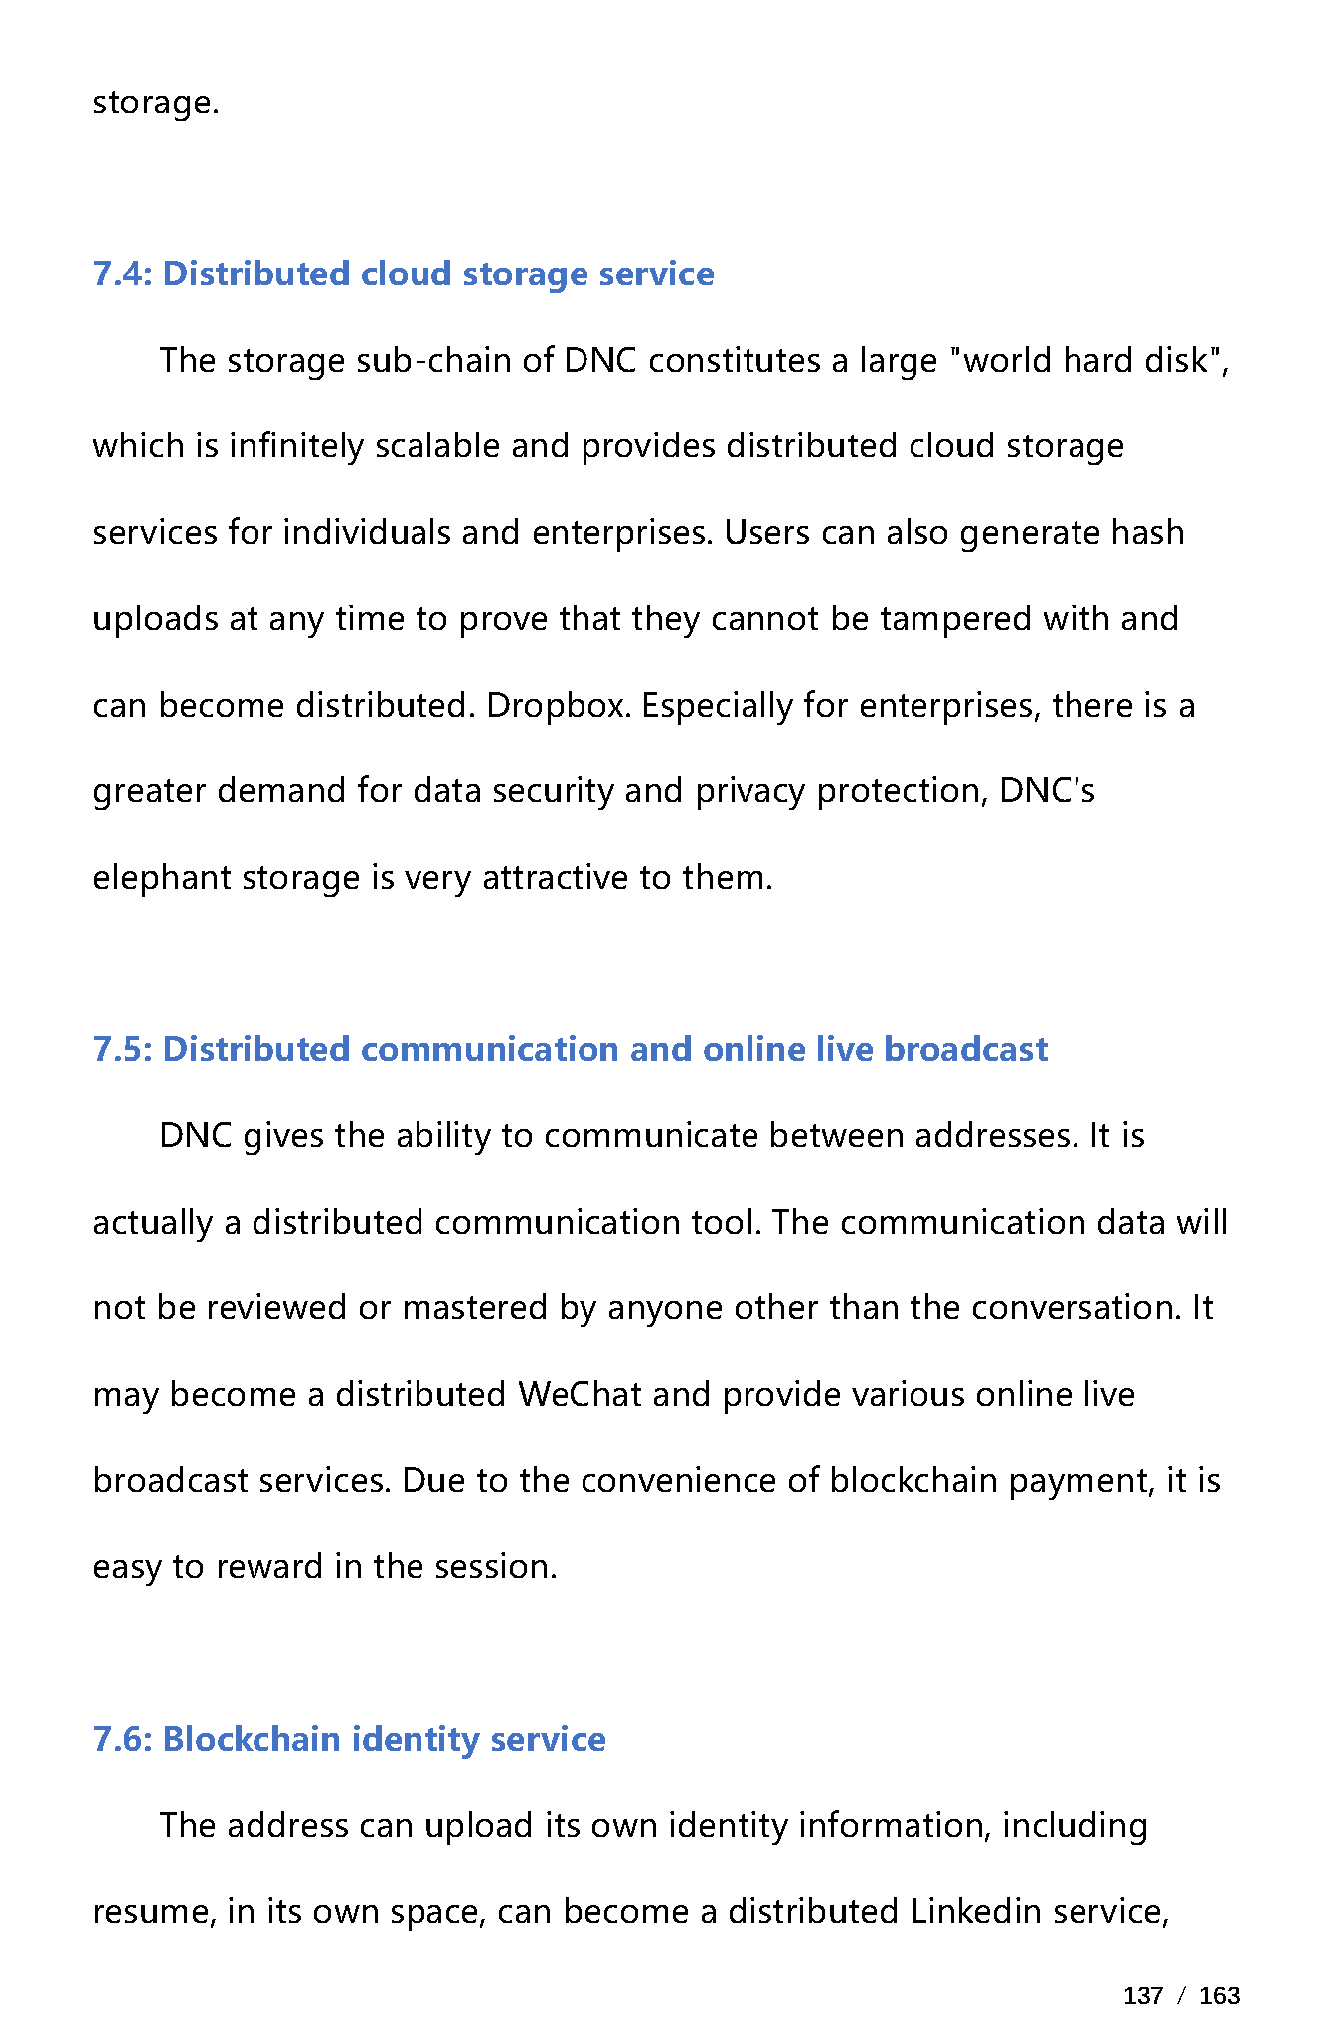 storage.
7.4: Distributed cloud storage service
The storage sub-chain of DNC constitutes a large "world hard disk",
which is infinitely scalable and provides distributed cloud storage
services for individuals and enterprises. Users can also generate hash
uploads at any time to prove that they cannot be tampered with and
can become distributed. Dropbox. Especially for enterprises, there is a
greater demand for data security and privacy protection, DNC's
elephant storage is very attractive to them.
7.5: Distributed communication and online live broadcast
DNC gives the ability to communicate between addresses. It is
actually a distributed communication tool. The communication data will
not be reviewed or mastered by anyone other than the conversation. It
may become a distributed WeChat and provide various online live
broadcast services. Due to the convenience of blockchain payment, it is
easy to reward in the session.
7.6: Blockchain identity service
The address can upload its own identity information, including
resume, in its own space, can become a distributed Linkedin service,
137 / 163